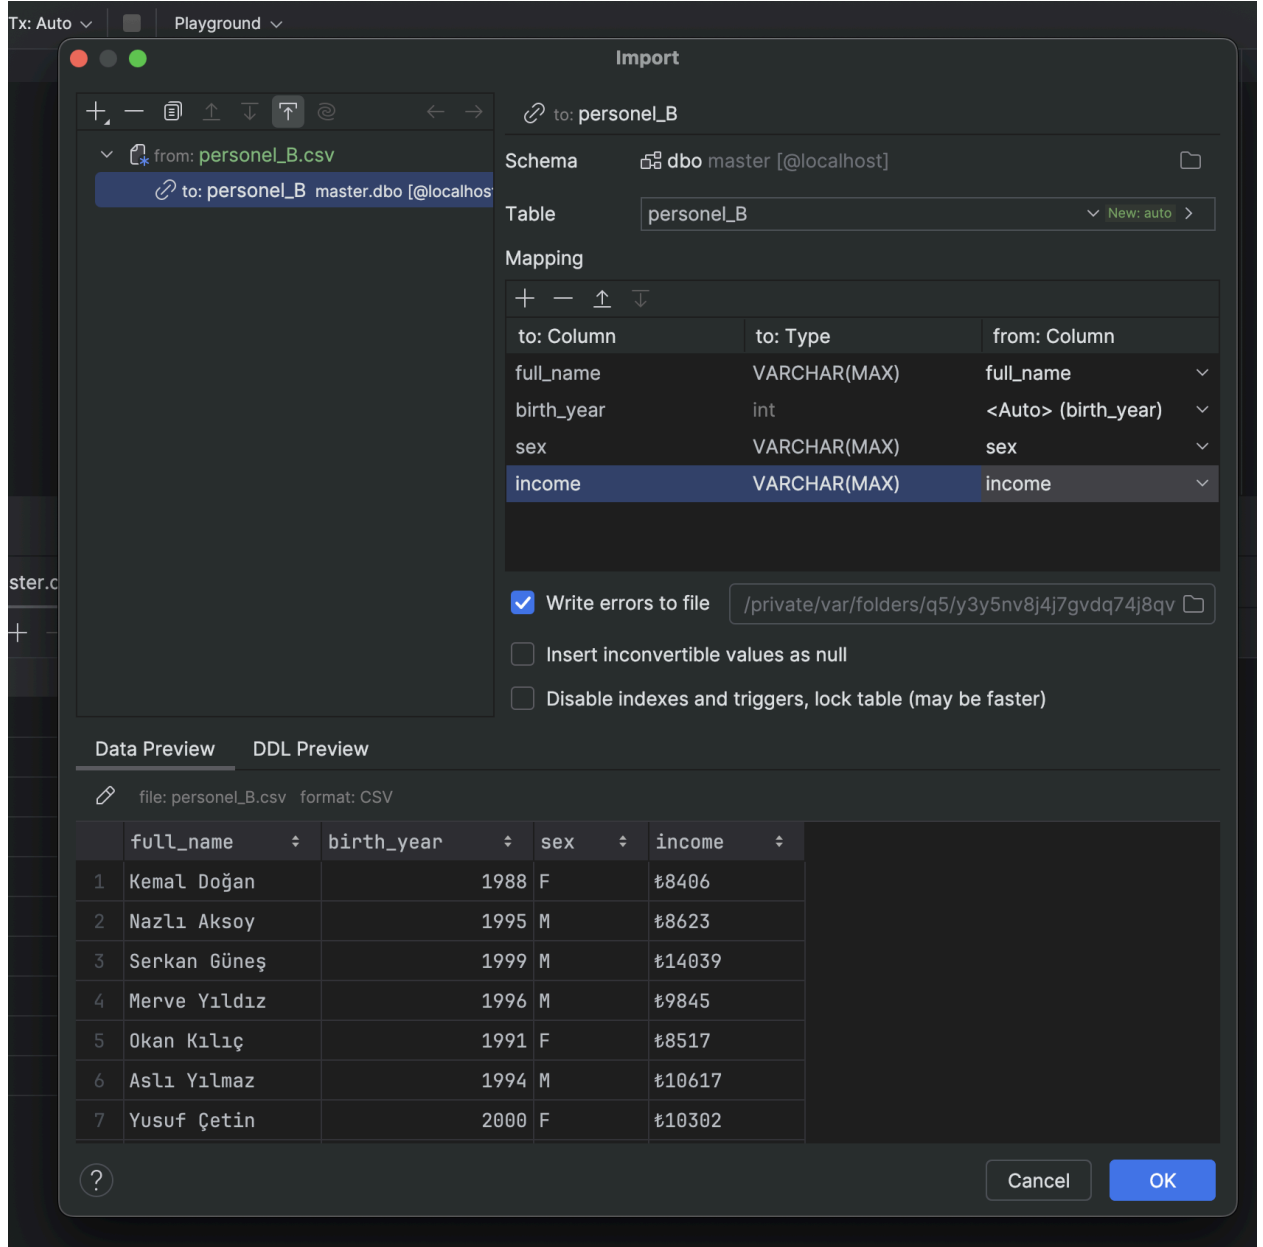 Tx: Auto
Playground
Import
to: personel_B
from: personel_B.csv
to: personel_B master.dbo [@localhos
Schema dbo master [@localhost]
Table personel_B New: auto
Mapping
to: Column to: Type from: Column
full_name VARCHAR(MAX) full_name
birth_year int <Auto> (birth_year)
sex VARCHAR(MAX) sex
income VARCHAR(MAX) income
ster.c
Write errors to file /private/var/folders/q5/y3y5nv8j4j7gvdq74j8qv
Insert inconvertible values as null
Disable indexes and triggers, lock table (may be faster)
Data Preview DDL Preview
file: personel_B.csv format: CSV
full_name birth_year sex income
1 Kemal Doğan 1988 F ₺8406
2 Nazlı Aksoy 1995 M ₺8623
3 Serkan Güneş 1999 M ₺14039
4 Merve Yıldız 1996 M ₺9845
5 Okan Kılıç 1991 F ₺8517
6 Aslı Yılmaz 1994 M ₺10617
7 Yusuf Çetin 2000 F ₺10302
? Cancel OK